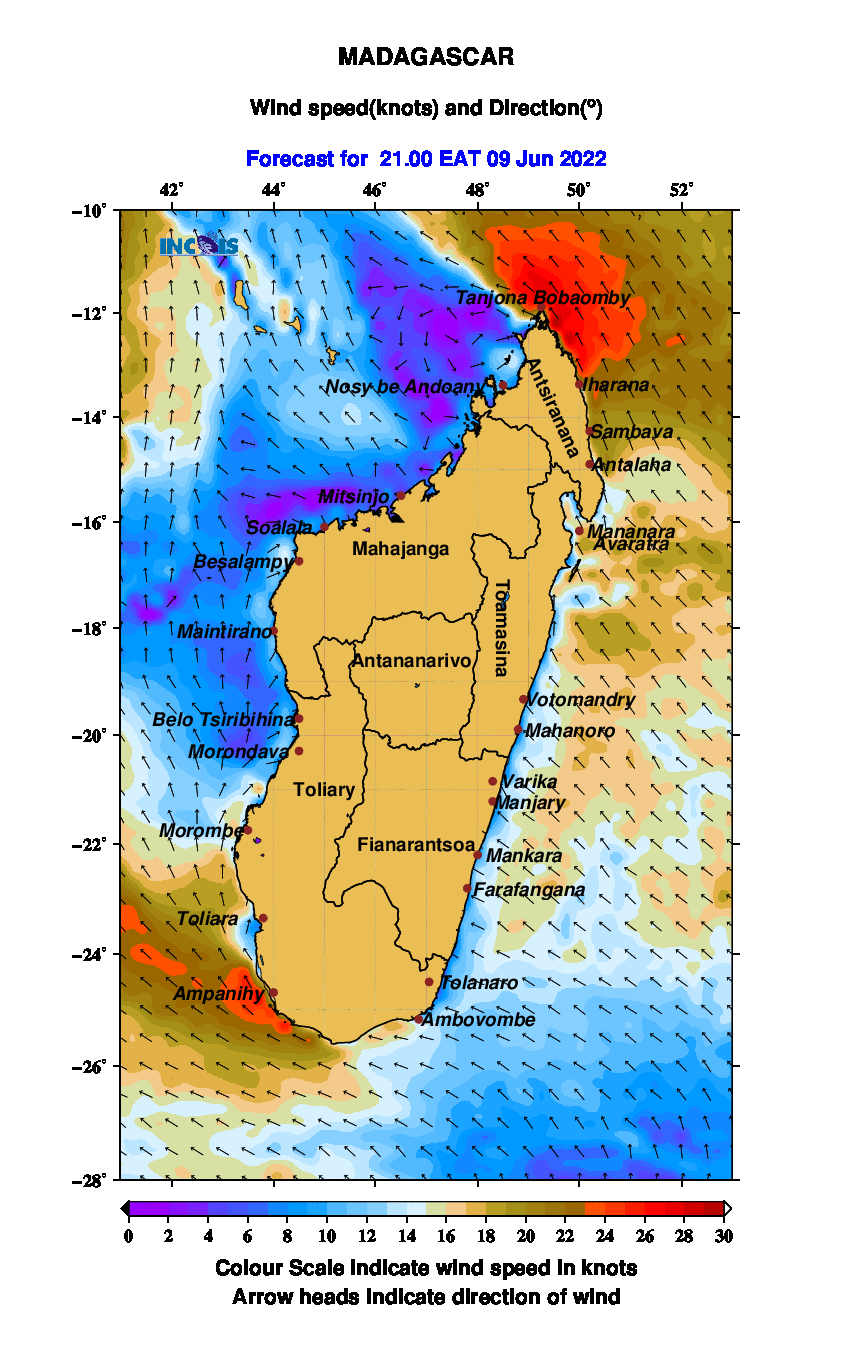 MADAGASCAR
Wind speed(knots) and Direction(°)
Forecast for 21.00 EAT 09 Jun 2022
42° 44° 46° 48° 50° 52°
-10°
INCOIS
Tanjona Bobaomby
-12°
Nosy be Andoany
Antsiranana
Iharana
-14°
Sambava
Antalaha
Mitsinjo
-16°
Soalala
Mananara
Avaratra
Mahajanga
Besalampy
Toamasina
-18°
Maintirano
Antananarivo
Votomandry
Belo Tsiribihina
-20°
Mahanoro
Morondava
Varika
Toliary
Manjary
Morombe
-22°
Fianarantsoa
Mankara
Farafangana
Toliara
-24°
Tolanaro
Ampanihy
Ambovombe
-26°
-28°
0 2 4 6 8 10 12 14 16 18 20 22 24 26 28 30
Colour Scale indicate wind speed in knots
Arrow heads indicate direction of wind